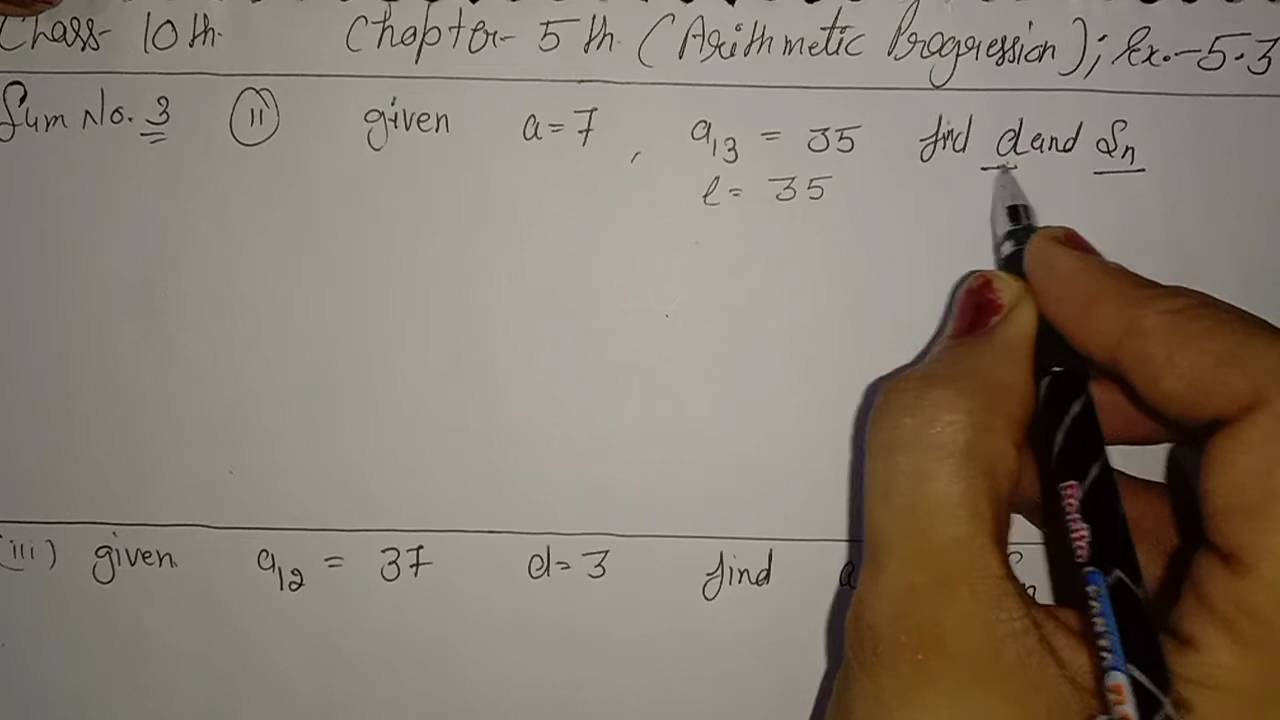 Class- 10th. Chapter- 5th. (Arithmetic Progression); Ex.-5.3
Sum No. 3 (ii) given a=7, a13 = 35 find d and Sn
l= 35
(iii) given a12 = 37 d=3 find a